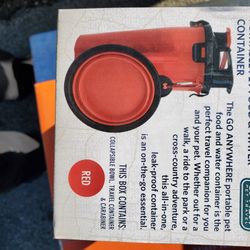 CONTAINER
The GO ANYWHERE portable pet
food and water container is the
perfect travel companion for you
and your pet. Whether out for a
walk, a ride to the park or a
cross-country adventure,
this all-in-one,
leak-proof container
is an on-the-go essential.
THIS BOX CONTAINS:
COLLAPSIBLE BOWL, TRAVEL CONTAINER
& CARABINER
RED